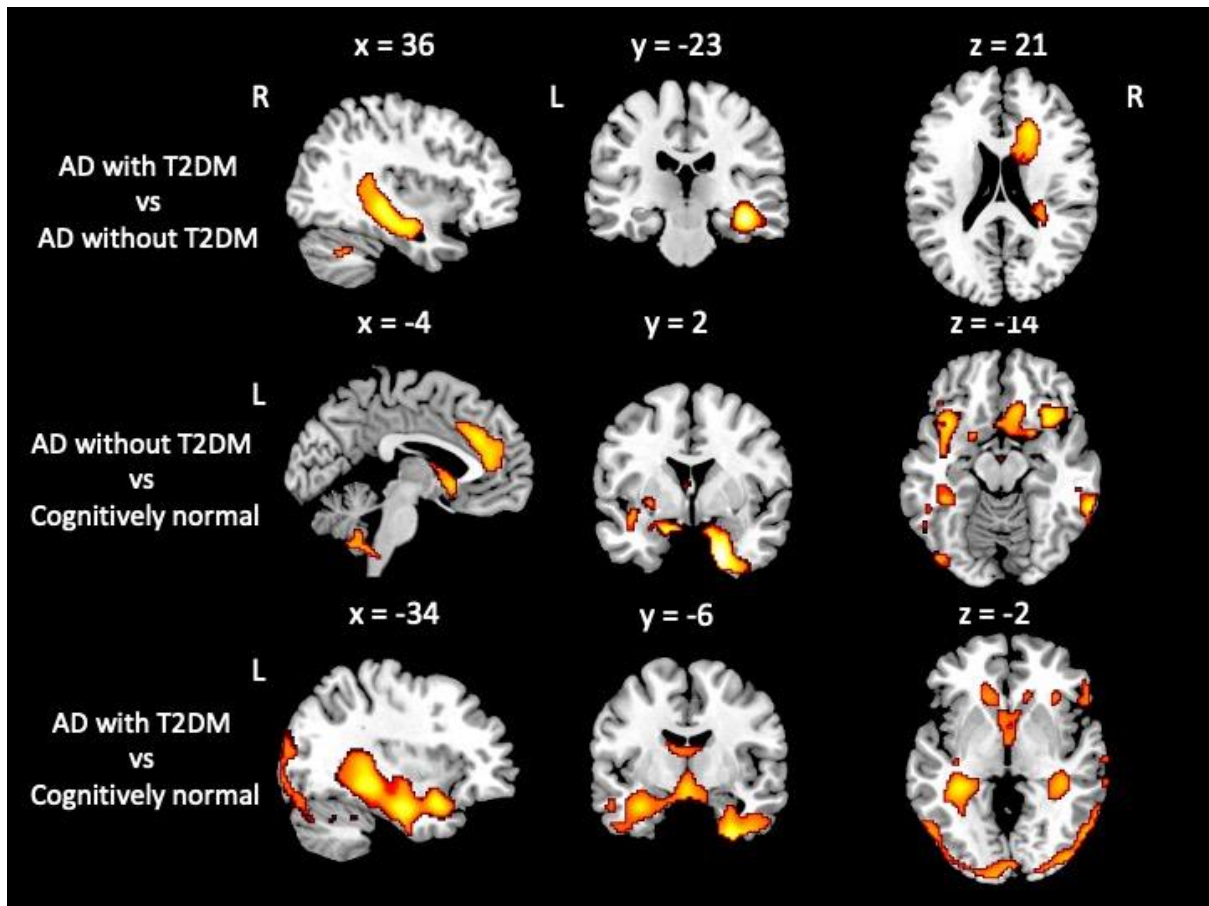 x = 36
y = -23
z = 21
R
L
R
AD with T2DM
vs
AD without T2DM
x = -4
y = 2
z = -14
L
AD without T2DM
vs
Cognitively normal
x = -34
y = -6
z = -2
L
AD with T2DM
vs
Cognitively normal